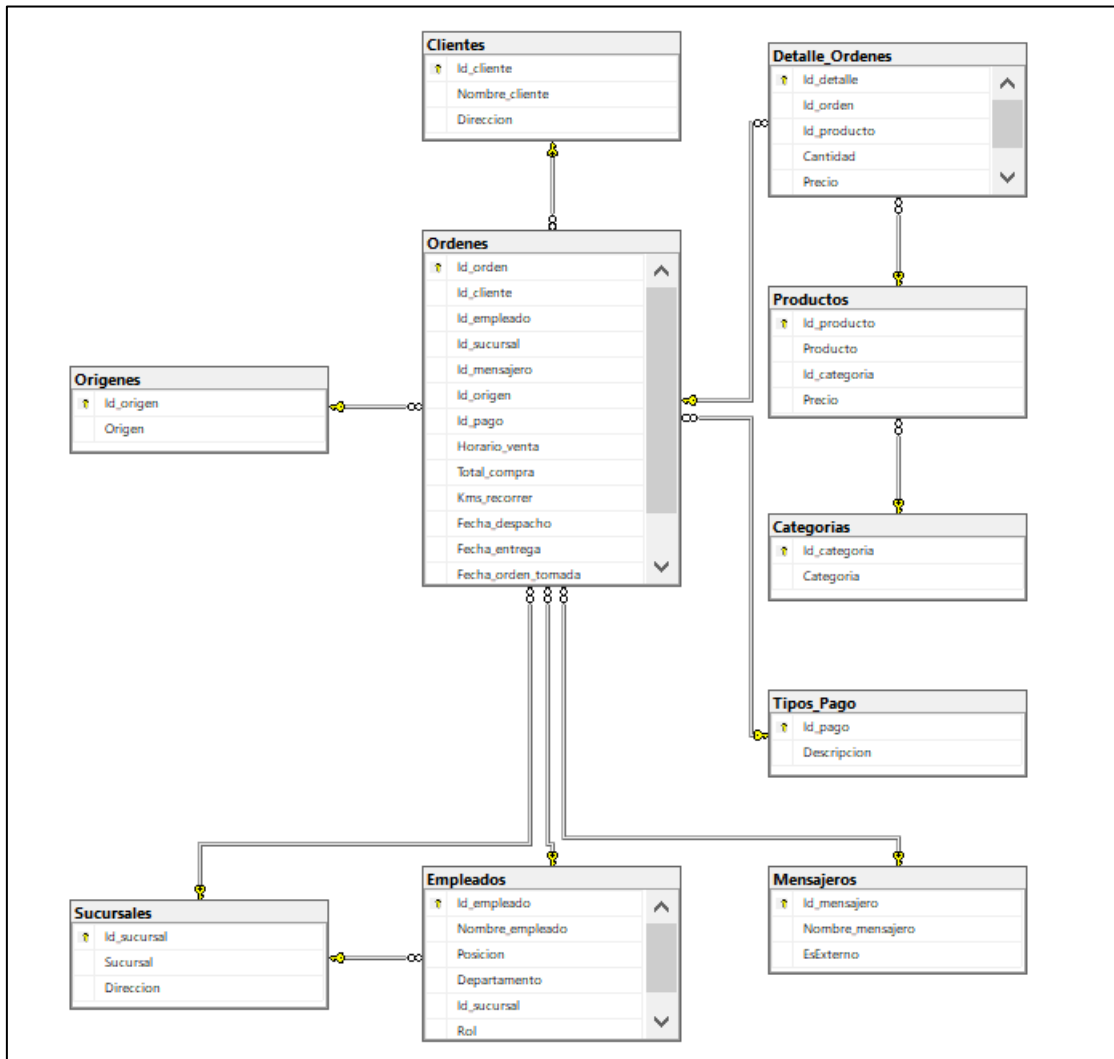 Clientes
Id_cliente
Nombre_cliente
Direccion
Detalle_Ordenes
Id_detalle
Id_orden
Id_producto
Cantidad
Precio
Ordenes
Id_orden
Id_cliente
Id_empleado
Id_sucursal
Id_mensajero
Id_origen
Id_pago
Horario_venta
Total_compra
Kms_recorrer
Fecha_despacho
Fecha_entrega
Fecha_orden_tomada
Productos
Id_producto
Producto
Id_categoria
Precio
Origenes
Id_origen
Origen
Categorias
Id_categoria
Categoria
Tipos_Pago
Id_pago
Descripcion
Sucursales
Id_sucursal
Sucursal
Direccion
Empleados
Id_empleado
Nombre_empleado
Posicion
Departamento
Id_sucursal
Rol
Mensajeros
Id_mensajero
Nombre_mensajero
EsExterno